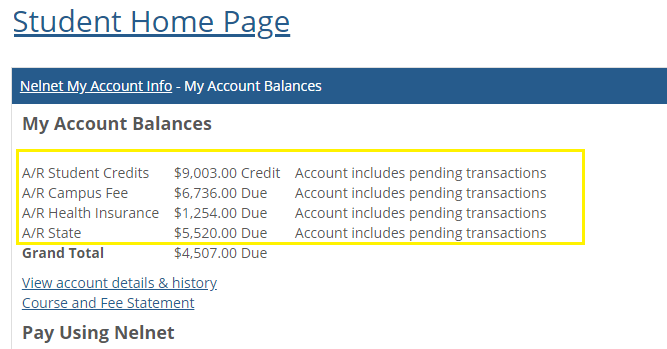 Student Home Page
Nelnet My Account Info - My Account Balances
My Account Balances
A/R Student Credits $9,003.00 Credit Account includes pending transactions
A/R Campus Fee $6,736.00 Due Account includes pending transactions
A/R Health Insurance $1,254.00 Due Account includes pending transactions
A/R State $5,520.00 Due Account includes pending transactions
Grand Total $4,507.00 Due
View account details & history
Course and Fee Statement
Pay Using Nelnet